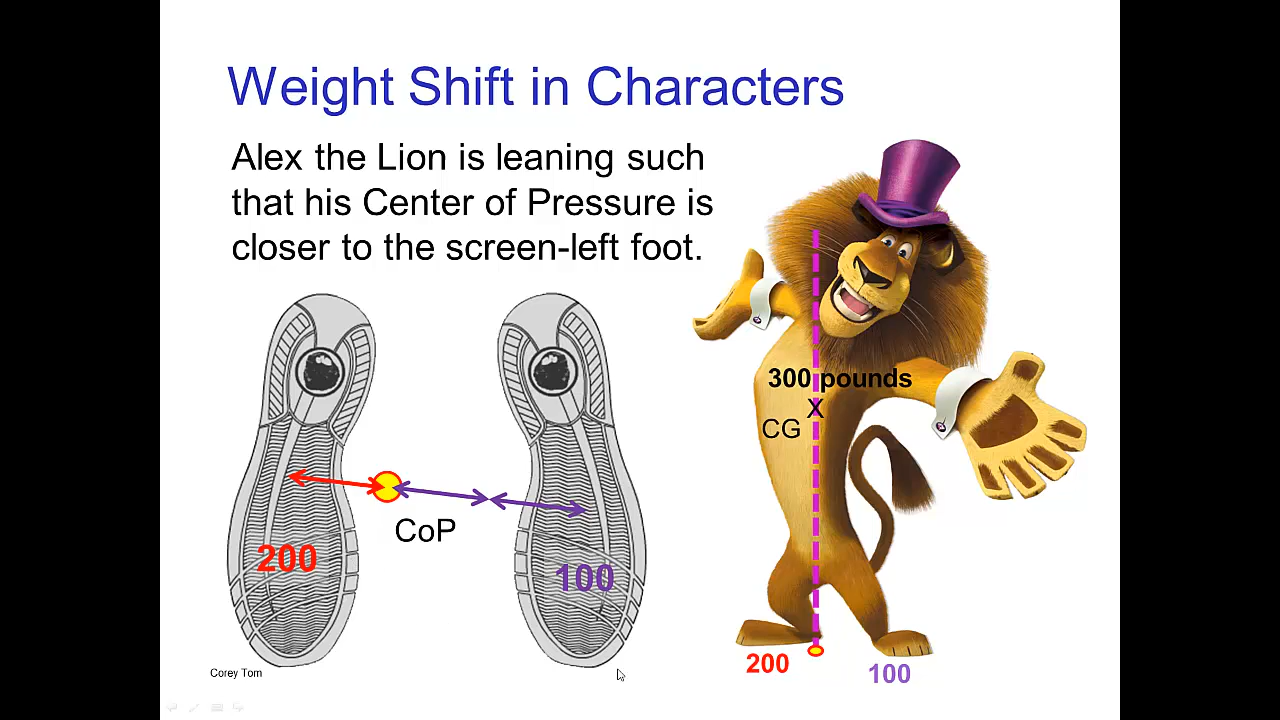 Weight Shift in Characters
Alex the Lion is leaning such
that his Center of Pressure is
closer to the screen-left foot.
300 pounds
X
CG
CoP
200
100
200
100
Corey Tom